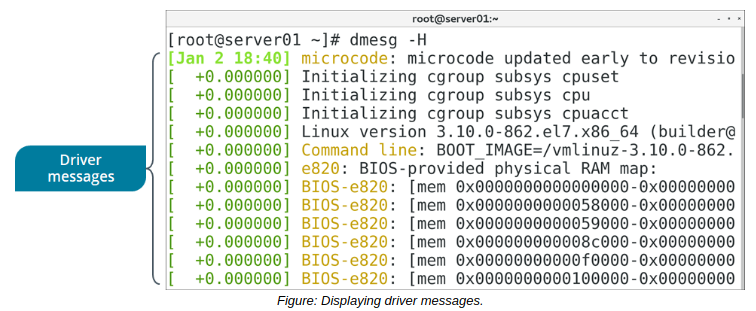 root@server01:~
[root@server01 ~]# dmesg -H
[Jan 2 18:40] microcode: microcode updated early to revisio
[  +0.000000] Initializing cgroup subsys cpuset
[  +0.000000] Initializing cgroup subsys cpu
[  +0.000000] Initializing cgroup subsys cpuacct
[  +0.000000] Linux version 3.10.0-862.el7.x86_64 (builder@
[  +0.000000] Command line: BOOT_IMAGE=/vmlinuz-3.10.0-862.
[  +0.000000] e820: BIOS-provided physical RAM map:
[  +0.000000] BIOS-e820: [mem 0x0000000000000000-0x00000000
[  +0.000000] BIOS-e820: [mem 0x0000000000058000-0x00000000
[  +0.000000] BIOS-e820: [mem 0x0000000000059000-0x00000000
[  +0.000000] BIOS-e820: [mem 0x000000000008c000-0x00000000
[  +0.000000] BIOS-e820: [mem 0x00000000000f0000-0x00000000
[  +0.000000] BIOS-e820: [mem 0x0000000000100000-0x00000000
Driver
messages
Figure: Displaying driver messages.